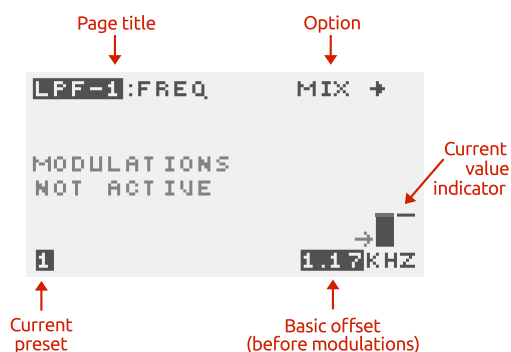 Page title
Option
LPF-1:FREQ
MIX →
MODULATIONS
NOT ACTIVE
Current
value
indicator
1
1.17KHZ
Current
preset
Basic offset
(before modulations)